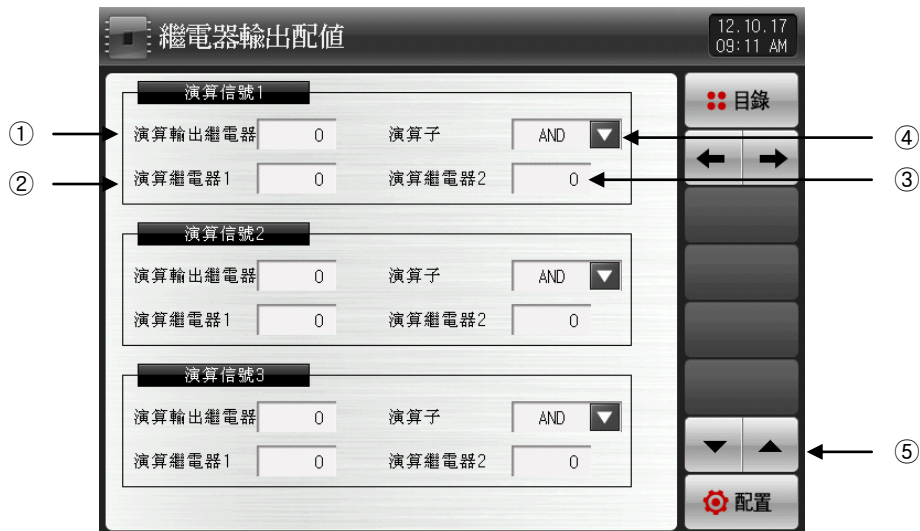 繼電器輸出配値
12.10.17
09:11 AM
演算信號1
① 演算輸出繼電器 0 演算子 AND ④
② 演算繼電器1 0 演算繼電器2 0 ③
演算信號2
演算輸出繼電器 0 演算子 AND
演算繼電器1 0 演算繼電器2 0
演算信號3
演算輸出繼電器 0 演算子 AND
演算繼電器1 0 演算繼電器2 0
目錄
⑤
配置